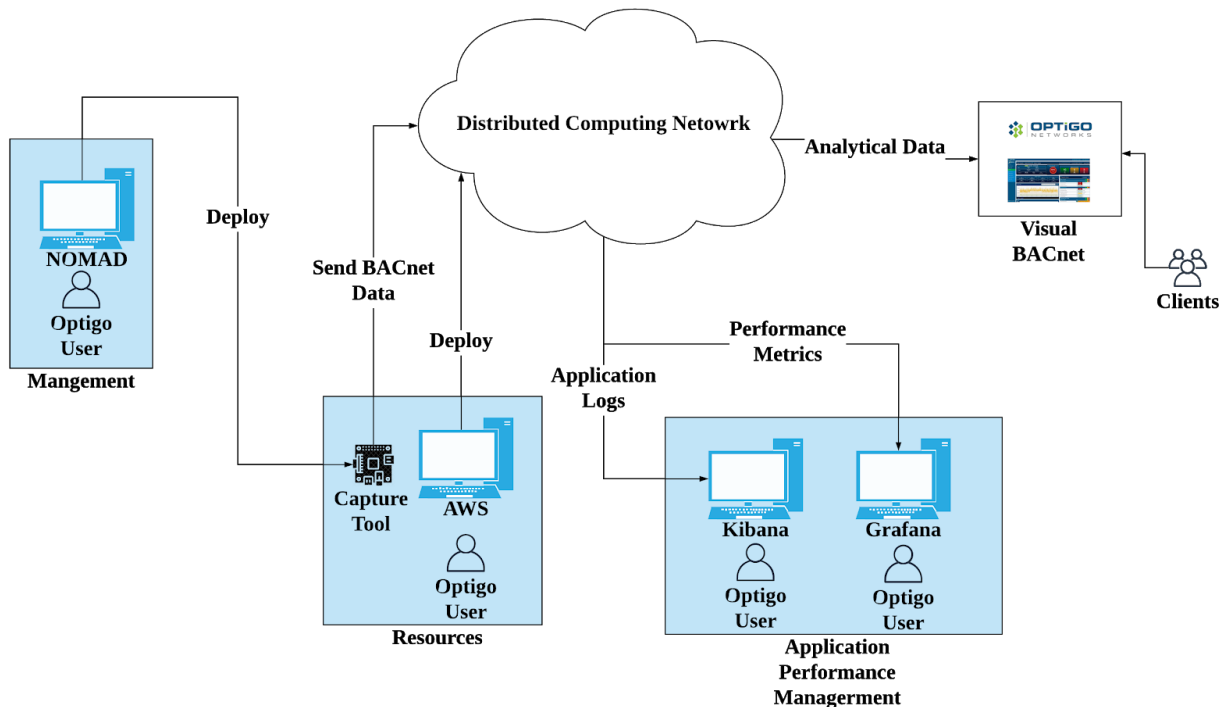 Distributed Computing Netowrk
OPTiGO
NETWORKS
Analytical Data
Visual
BACnet
Clients
Deploy
NOMAD
Optigo
User
Mangement
Send BACnet
Data
Deploy
Performance
Metrics
Application
Logs
Capture
Tool
AWS
Optigo
User
Resources
Kibana
Optigo
User
Grafana
Optigo
User
Application
Performance
Managerment